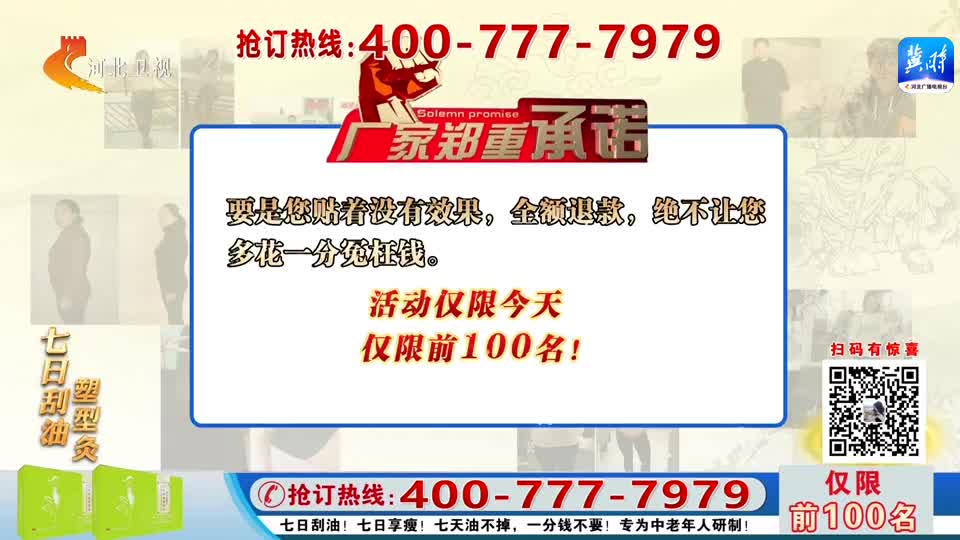 抢订热线：400-777-7979
河北卫视
冀时
河北广播电视台
Solemn promise
厂家郑重承诺
要是您贴着没有效果，全额退款，绝不让您
多花一分冤枉钱。
活动仅限今天
仅限前100名！
七日刮油
塑型灸
扫码有惊喜
抢订热线：400-777-7979
仅限
前100名
七日刮油！七日享瘦！七天油不掉，一分钱不要！专为中老年人研制！